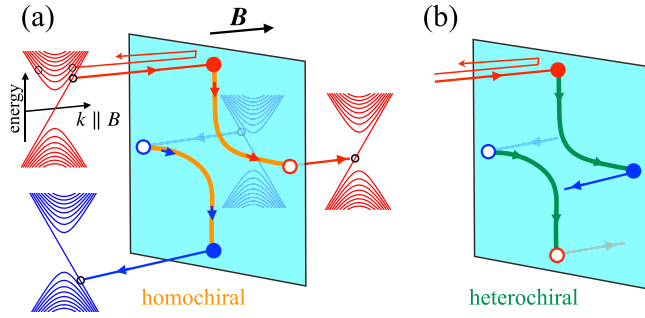 (a)
B
(b)
energy
k ∥ B
homochiral
heterochiral